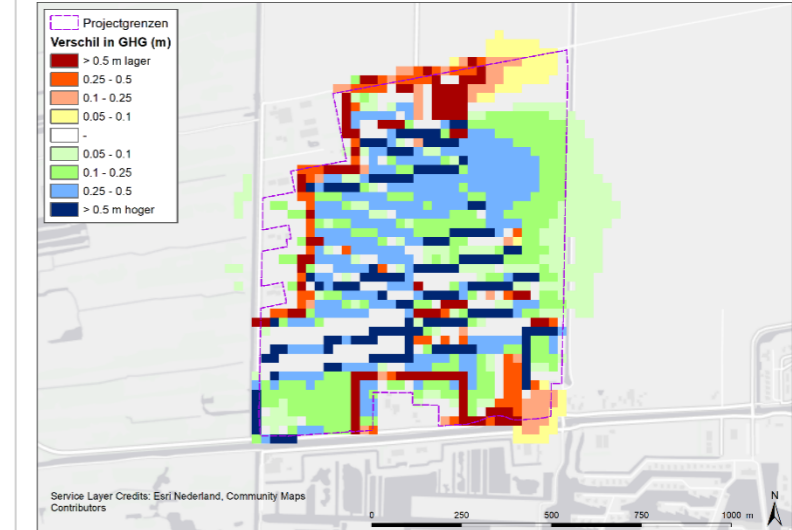 Projectgrenzen
Verschil in GHG (m)
> 0.5 m lager
0.25 - 0.5
0.1 - 0.25
0.05 - 0.1
-
0.05 - 0.1
0.1 - 0.25
0.25 - 0.5
> 0.5 m hoger
Service Layer Credits: Esri Nederland, Community Maps
Contributors
0 250 500 750 1000 m
N